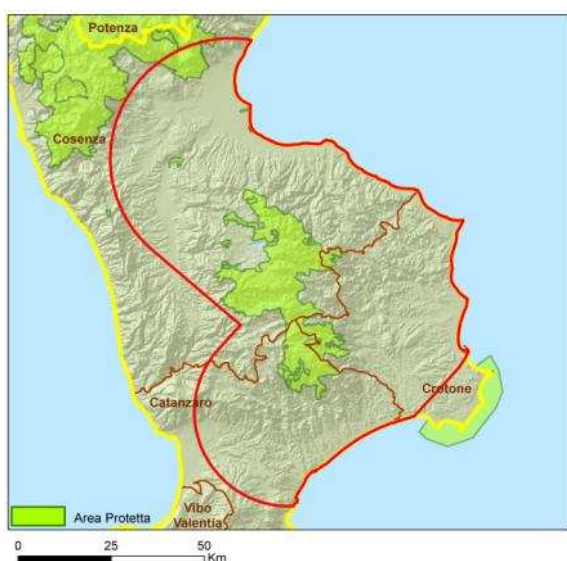 Potenza
Cosenza
Crotone
Catanzaro
Vibo
Valentia
Area Protetta
0 25 50
Km